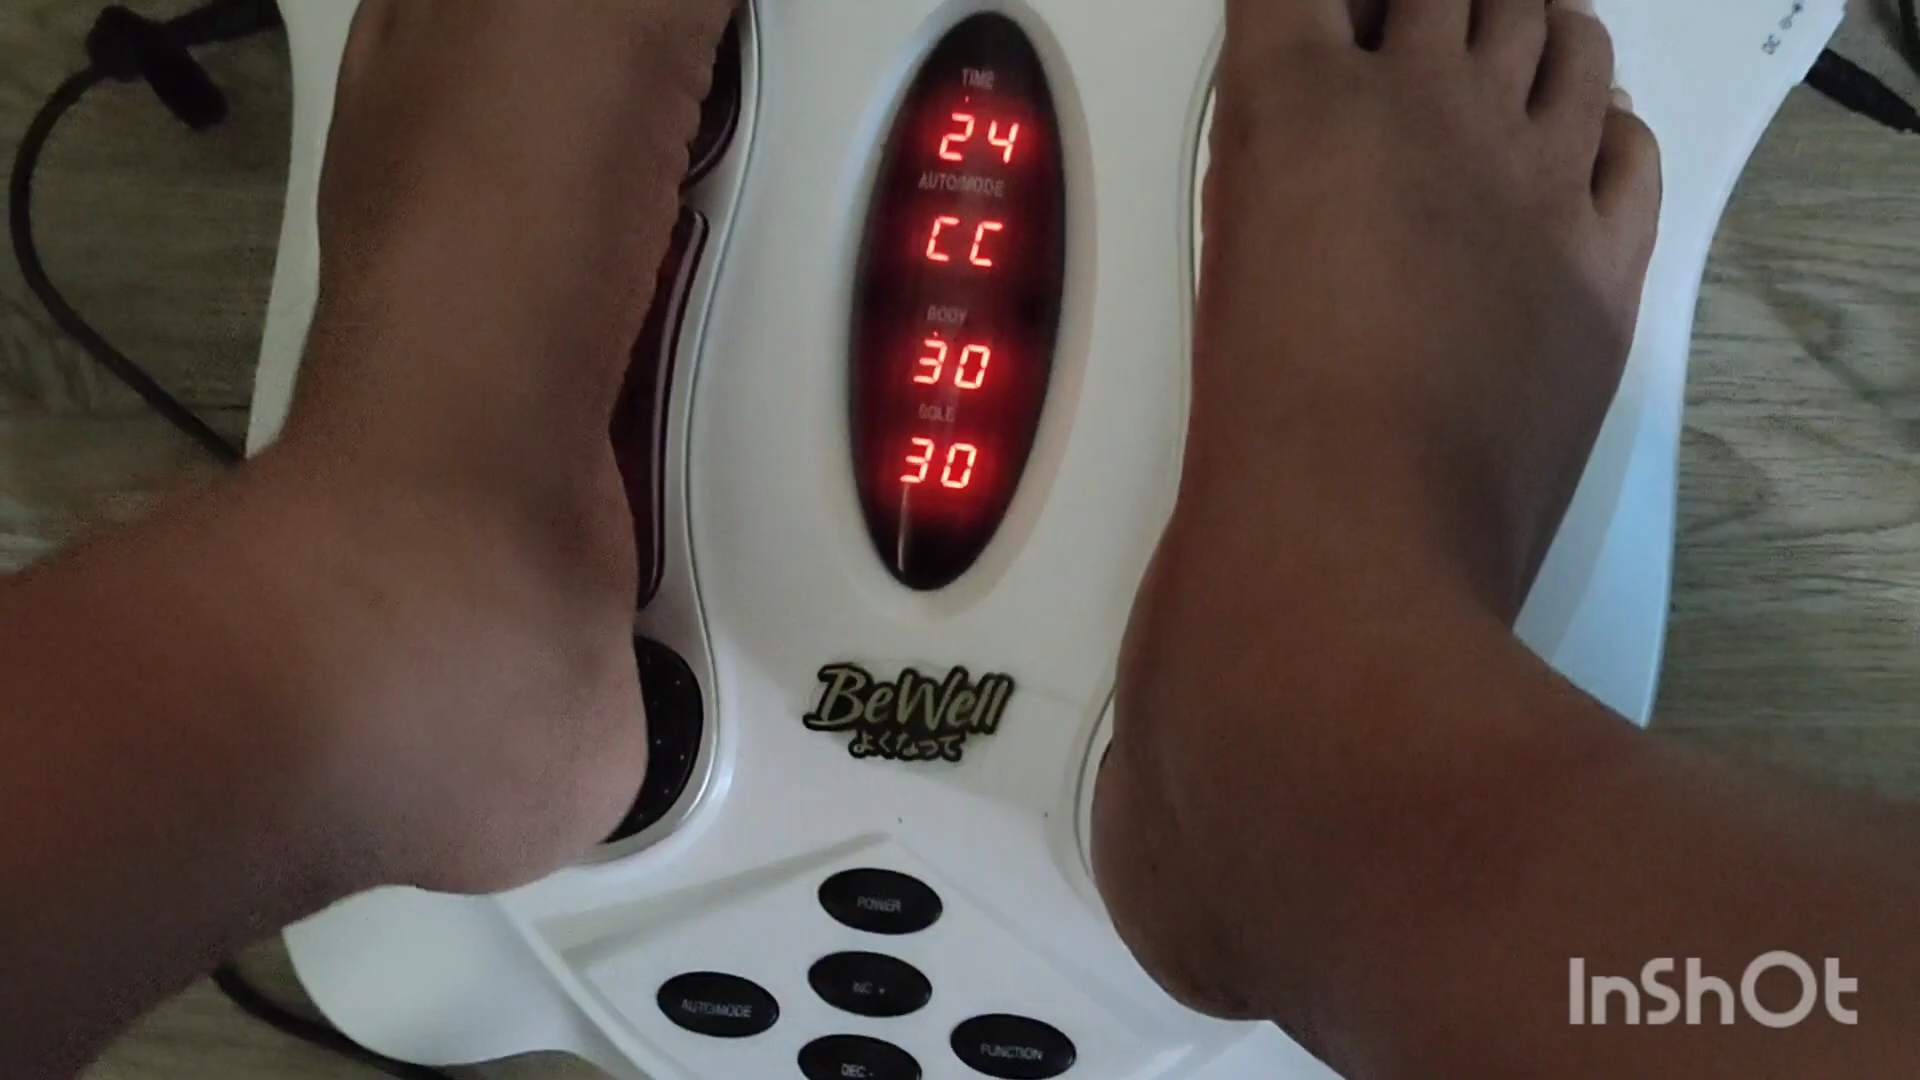 TIME
24
AUTO/MODE
CC
BODY
30
SOLE
30
BeWell
よくなって
POWER
INC +
AUTO/MODE
FUNCTION
DEC -
DC
InShOt